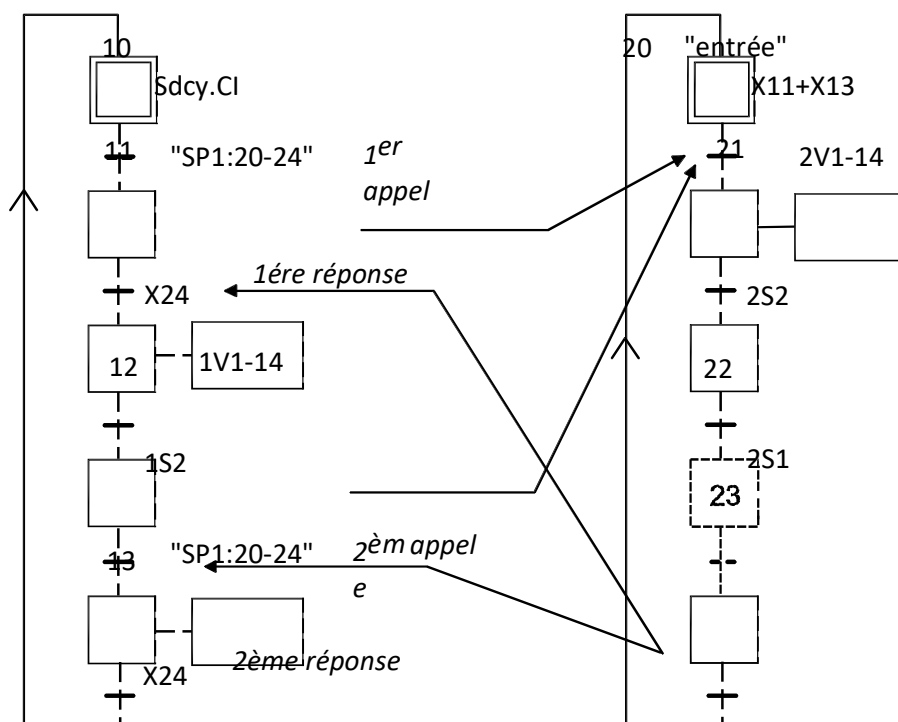 10
20 "entrée"
Sdcy.CI
X11+X13
11 "SP1:20-24"
1er
appel
21
2V1-14
1ére réponse
X24
2S2
12
1V1-14
22
1S2
2S1
23
13 "SP1:20-24"
2èm appel
e
2ème réponse
X24